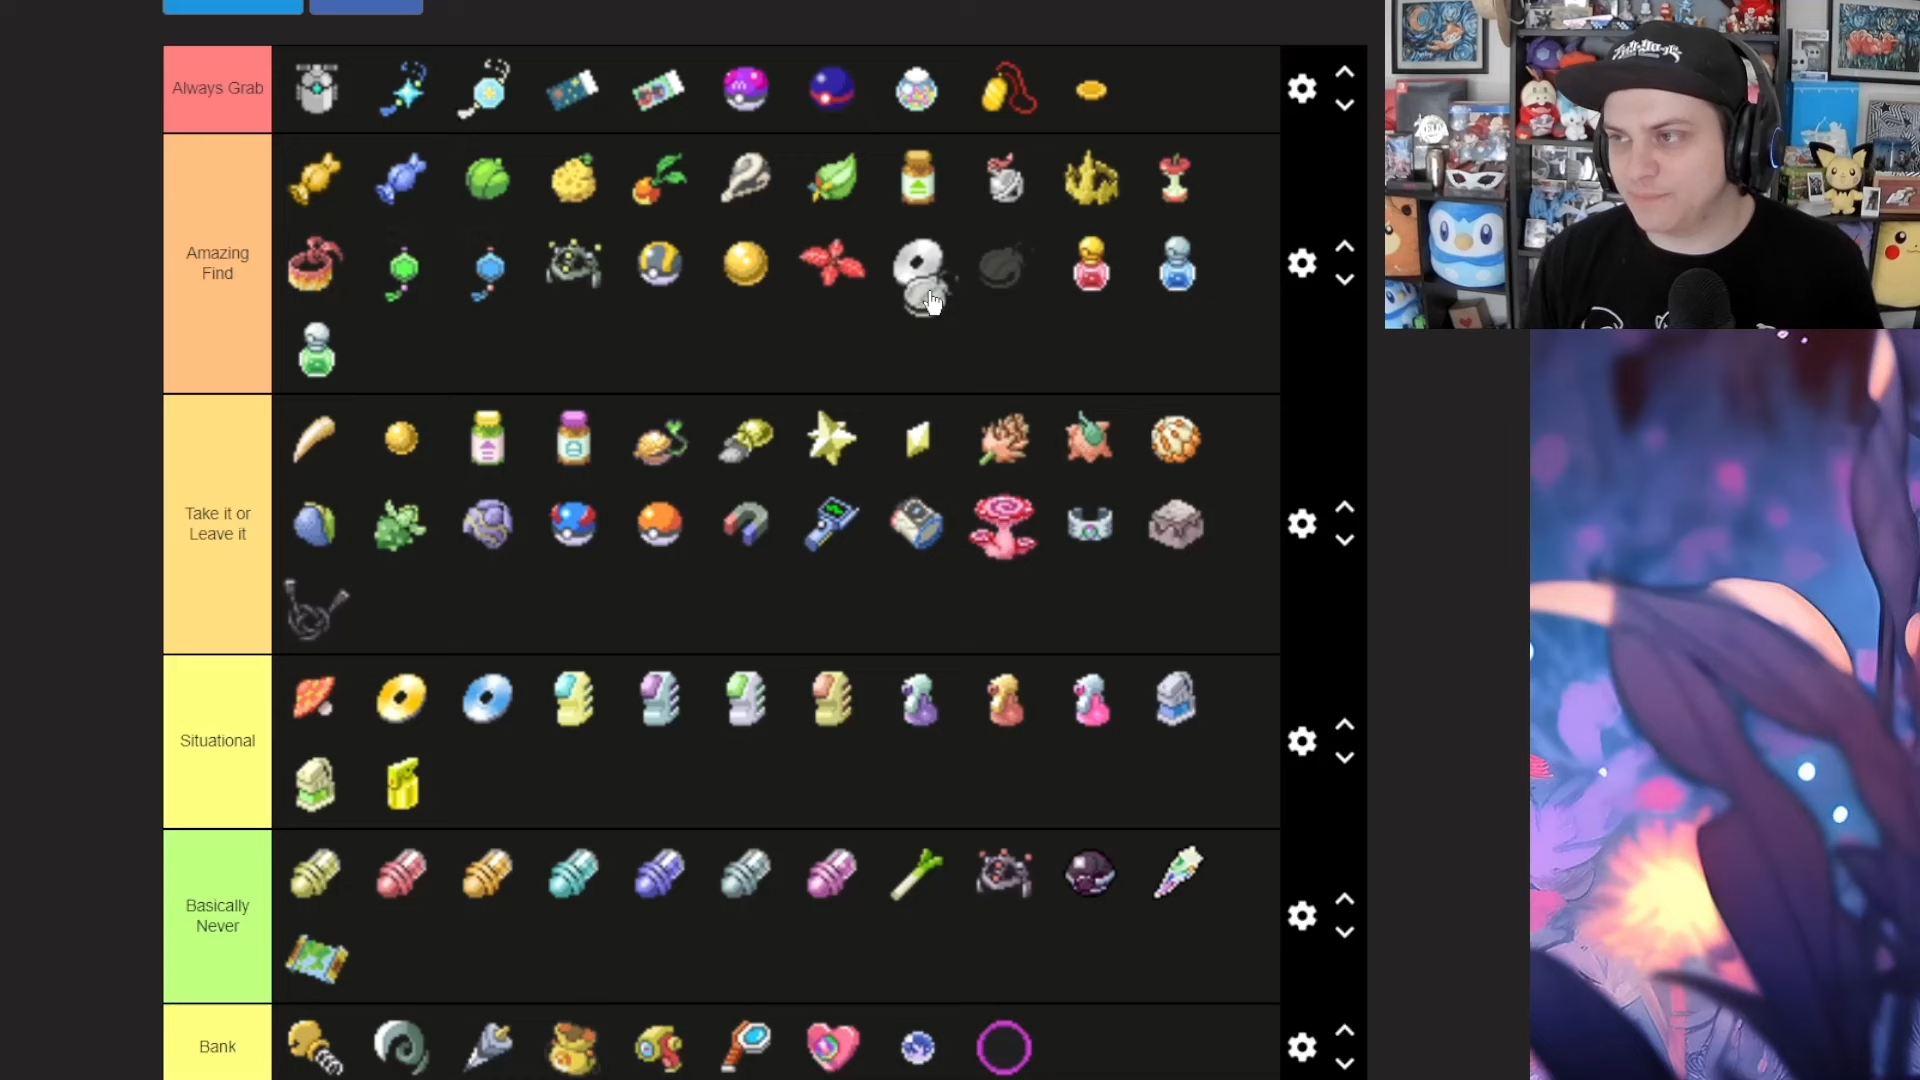 Always Grab
Amazing
Find
Take it or
Leave it
Situational
Basically
Never
Bank